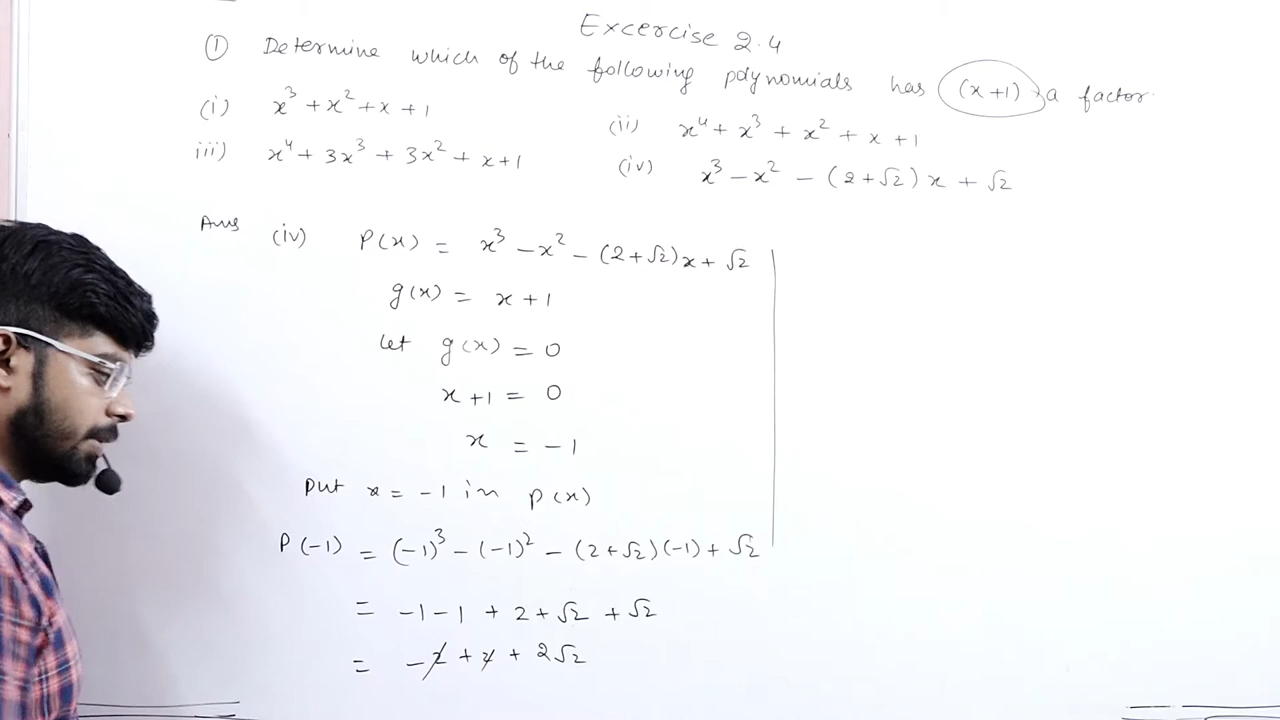 Excercise 2.4
① Determine which of the following polynomials has (x+1) a factor.
(i) x³ + x² + x + 1 (ii) x⁴ + x³ + x² + x + 1
iii) x⁴ + 3x³ + 3x² + x + 1 (iv) x³ - x² - (2+√2)x + √2
Ans (iv) P(x) = x³ - x² - (2+√2)x + √2
g(x) = x + 1
Let g(x) = 0
x + 1 = 0
x = -1
Put x = -1 in p(x)
P(-1) = (-1)³ - (-1)² - (2+√2)(-1) + √2
= -1 - 1 + 2 + √2 + √2
= -2 + 2 + 2√2